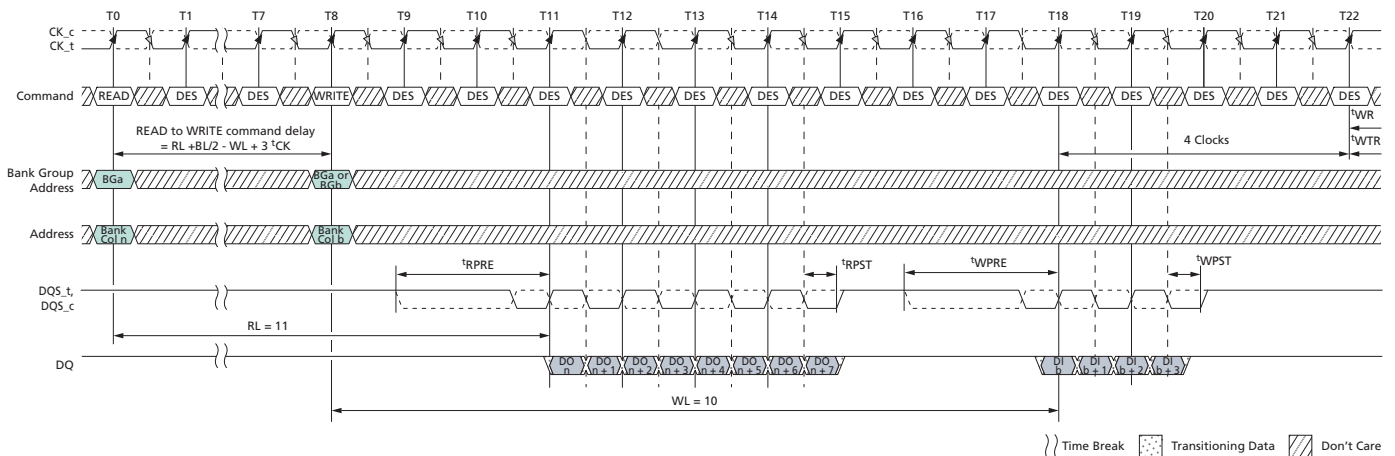 T0 T1 T7 T8 T9 T10 T11 T12 T13 T14 T15 T16 T17 T18 T19 T20 T21 T22
CK_c
CK_t
Command READ DES DES WRITE DES DES DES DES DES DES DES DES DES DES DES DES DES DES
tWR
READ to WRITE command delay
= RL +BL/2 - WL + 3 tCK
4 Clocks tWTR
Bank Group
Address
BGa
BGa or
BGb
Address
Bank
Col n
Bank
Col b
tRPRE tRPST tWPRE tWPST
DQS_t,
DQS_c
RL = 11
DQ
DO
n
DO
n + 1
DO
n + 2
DO
n + 3
DO
n + 4
DO
n + 5
DO
n + 6
DO
n + 7
DI
b
DI
b + 1
DI
b + 2
DI
b + 3
WL = 10
Time Break Transitioning Data Don't Care